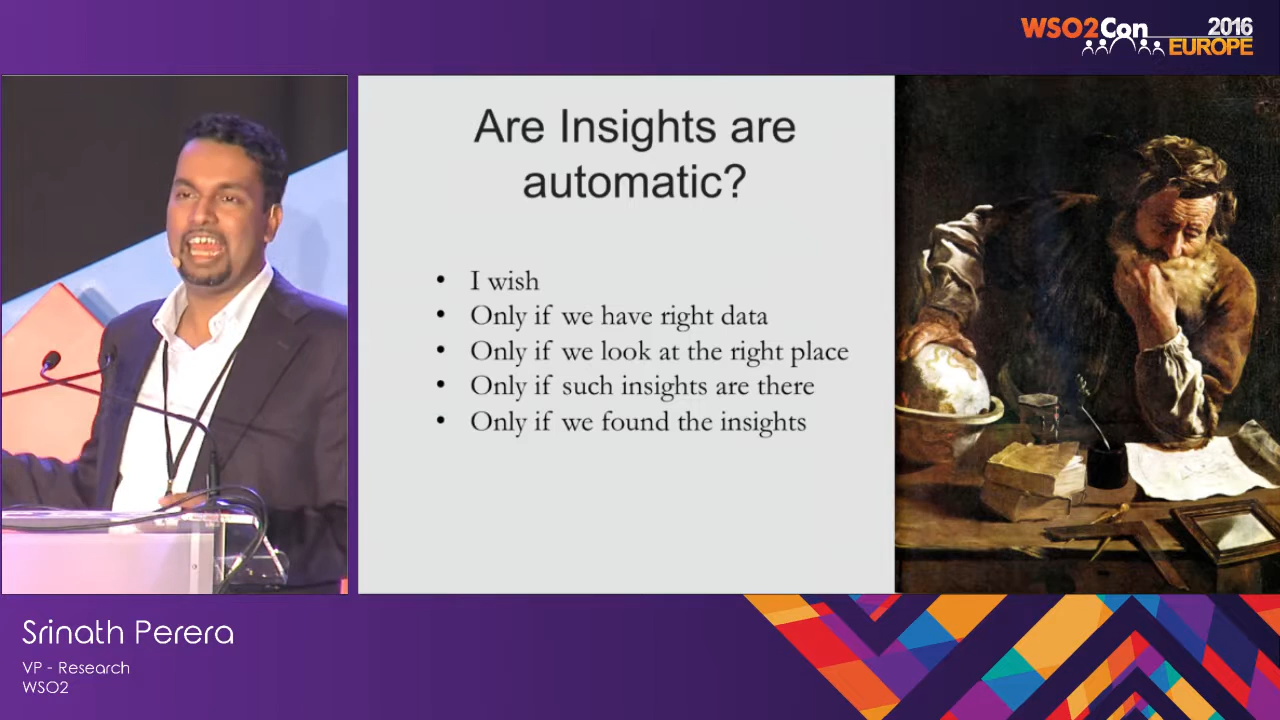 WSO2Con 2016
EUROPE
Are Insights are
automatic?
• I wish
• Only if we have right data
• Only if we look at the right place
• Only if such insights are there
• Only if we found the insights
Srinath Perera
VP - Research
WSO2